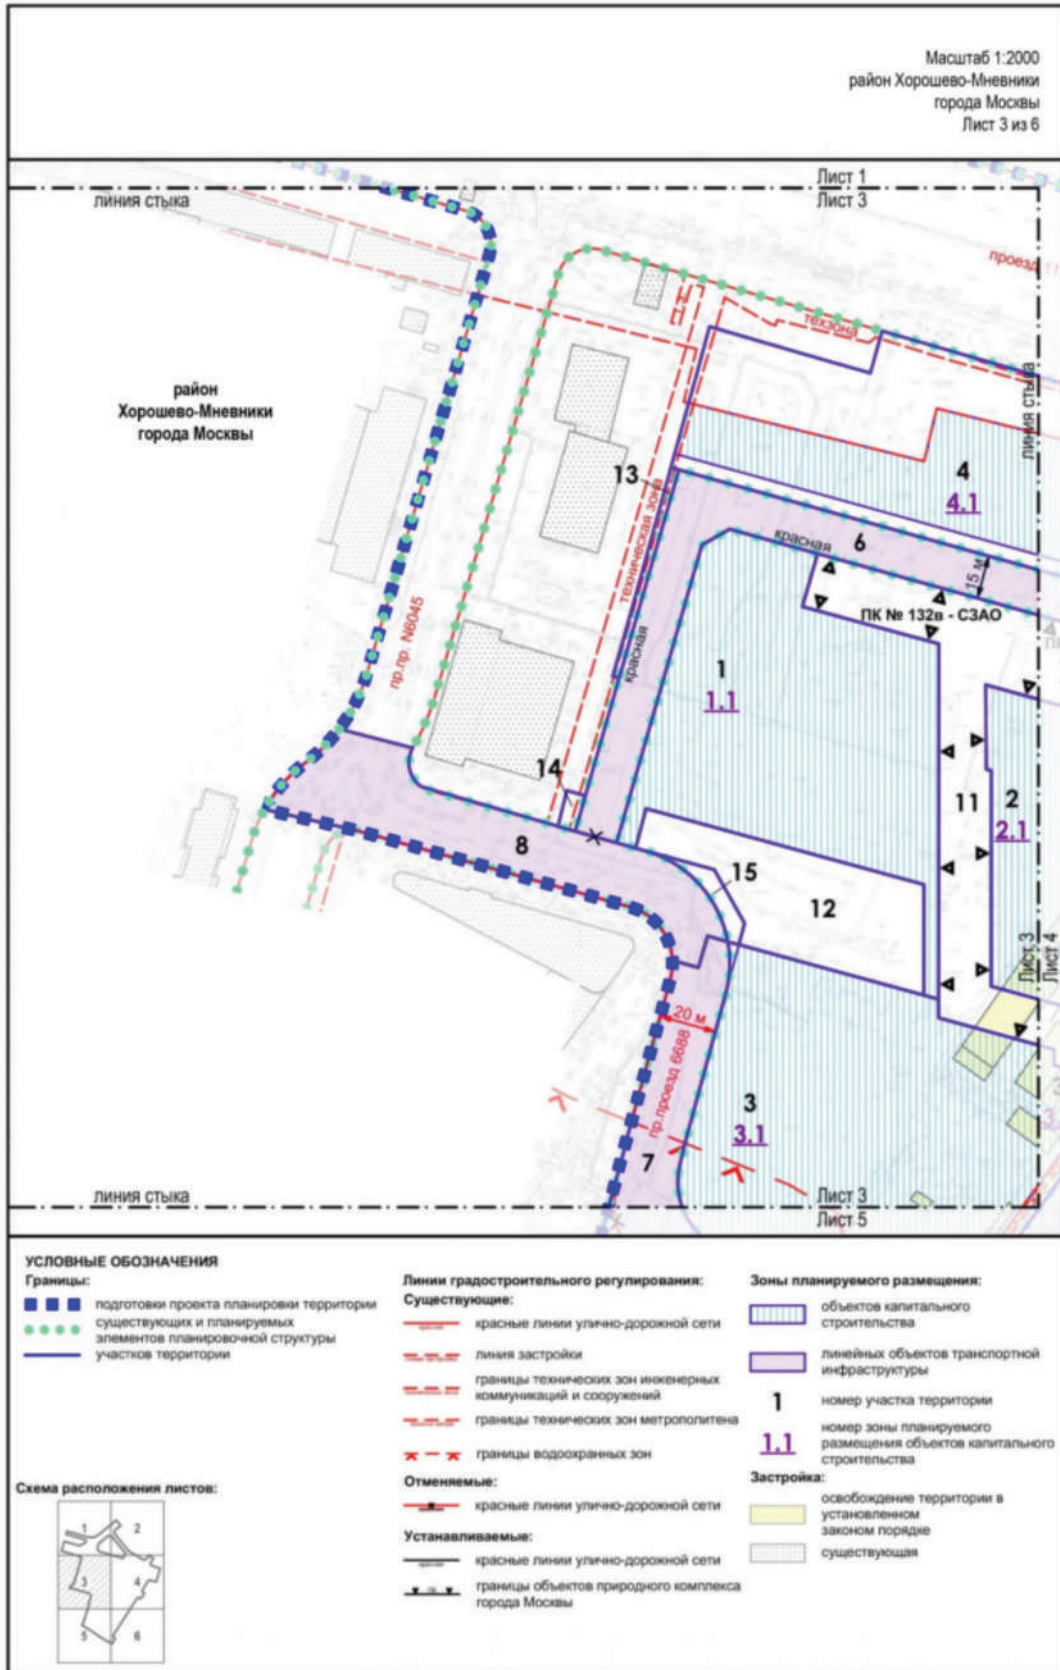 Масштаб 1:2000
район Хорошево-Мневники
города Москвы
Лист 3 из 6
Лист 1
линия стыка
Лист 3
проезд 11
техзона
линия стыка
район
Хорошево-Мневники
города Москвы
13
техническая зона
4
4.1
красная
6
15 м
ПК № 132в - СЗАО
пр.пр. N6045
красная
1
1.1
14
11
2
2.1
8
15
12
Лист 3
Лист 4
20 м
пр.проезд 6688
3
3.1
7
линия стыка
Лист 3
Лист 5
УСЛОВНЫЕ ОБОЗНАЧЕНИЯ
Границы:
подготовки проекта планировки территории
существующих и планируемых
элементов планировочной структуры
участков территории
Линии градостроительного регулирования:
Существующие:
красные линии улично-дорожной сети
линия застройки
границы технических зон инженерных
коммуникаций и сооружений
границы технических зон метрополитена
границы водоохранных зон
Отменяемые:
красные линии улично-дорожной сети
Устанавливаемые:
красные линии улично-дорожной сети
границы объектов природного комплекса
города Москвы
Зоны планируемого размещения:
объектов капитального
строительства
линейных объектов транспортной
инфраструктуры
1
номер участка территории
1.1
номер зоны планируемого
размещения объектов капитального
строительства
Застройка:
освобождение территории в
установленном
законом порядке
существующая
Схема расположения листов:
1 2
3 4
5 6